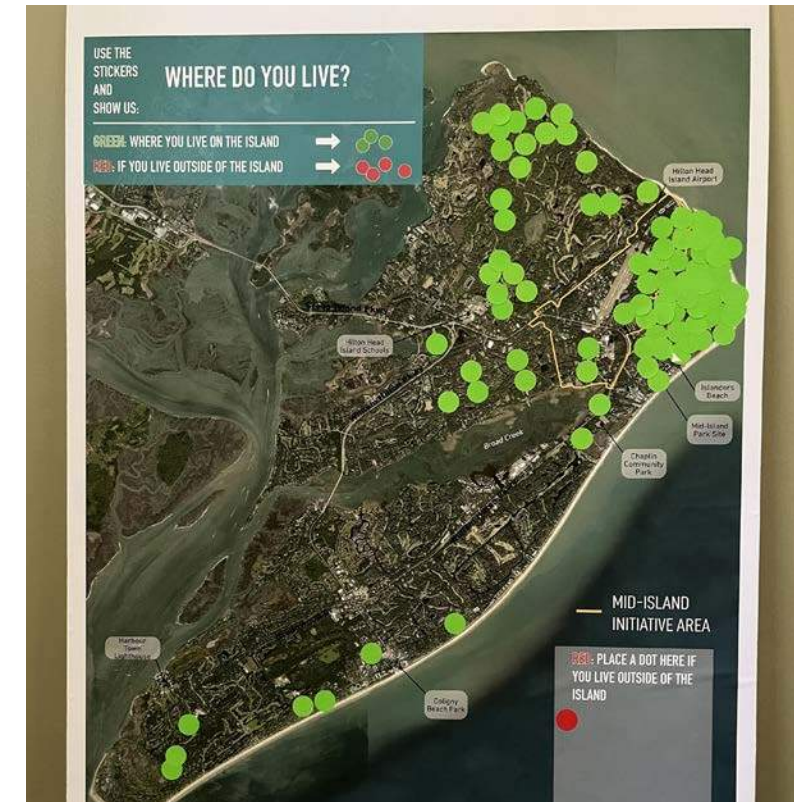 USE THE
STICKERS
AND
SHOW US:
WHERE DO YOU LIVE?
GREEN: WHERE YOU LIVE ON THE ISLAND
RED: IF YOU LIVE OUTSIDE OF THE ISLAND
Hilton Head
Island Airport
Hilton Head
Island Schools
Islanders
Beach
Mid-Island
Park Site
Broad Creek
Chaplin
Community
Park
MID-ISLAND
INITIATIVE AREA
Harbour
Town
Lighthouse
RED: PLACE A DOT HERE IF
YOU LIVE OUTSIDE OF THE
ISLAND
Coligny
Beach Park